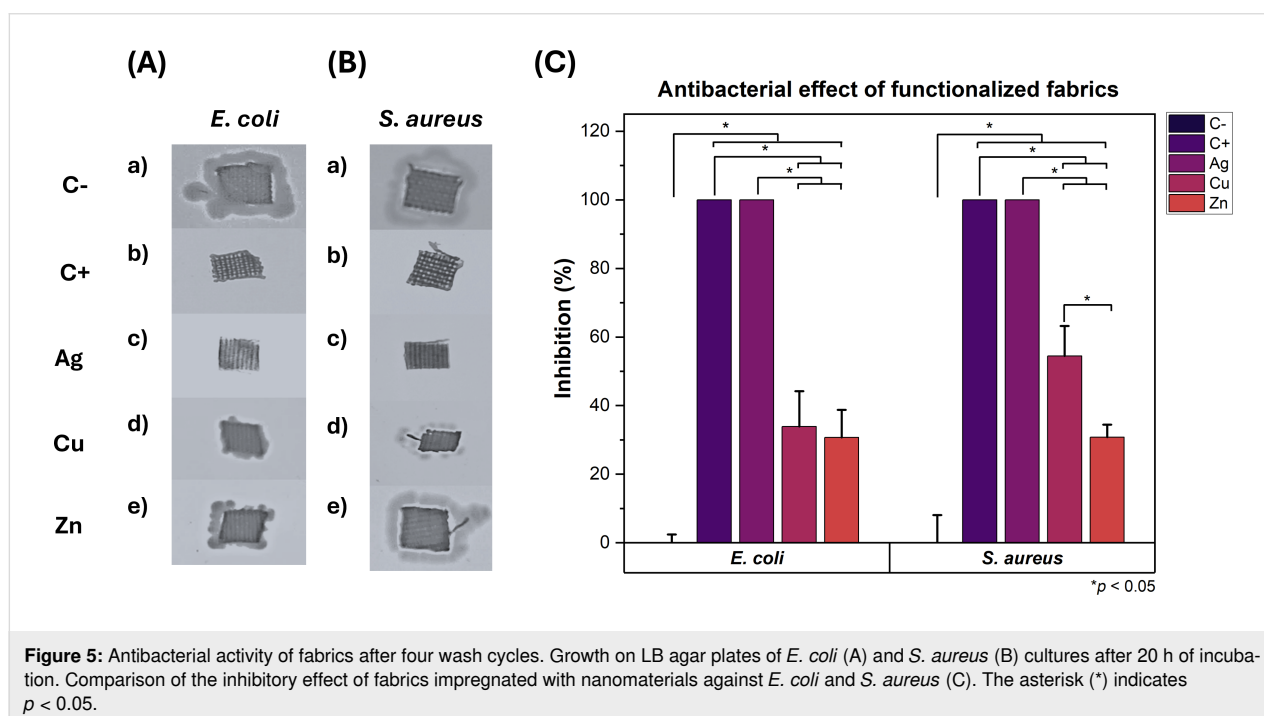 (A)
(B)
(C)
E. coli
S. aureus
C-
a)
a)
C+
b)
b)
Ag
c)
c)
Cu
d)
d)
Zn
e)
e)
Antibacterial effect of functionalized fabrics
Inhibition (%)
120
100
80
60
40
20
0
*
*
*
*
*
*
*
E. coli
S. aureus
*p < 0.05
C-
C+
Ag
Cu
Zn
Figure 5: Antibacterial activity of fabrics after four wash cycles. Growth on LB agar plates of E. coli (A) and S. aureus (B) cultures after 20 h of incuba-
tion. Comparison of the inhibitory effect of fabrics impregnated with nanomaterials against E. coli and S. aureus (C). The asterisk (*) indicates
p < 0.05.